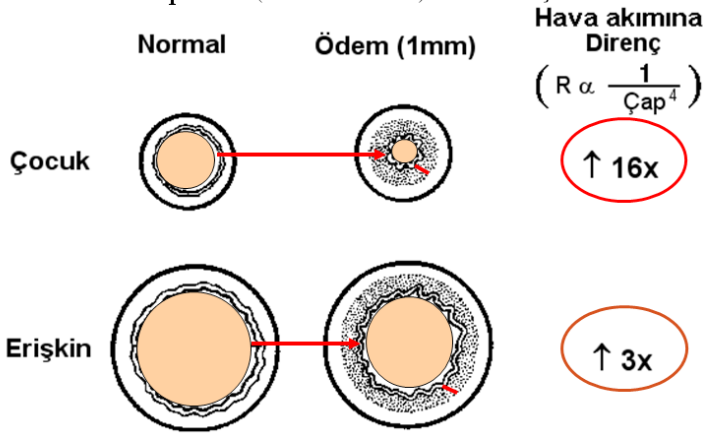 Hava akımına
Direnç
Normal
Ödem (1mm)
( R α 1 / Çap⁴ )
Çocuk
↑ 16x
Erişkin
↑ 3x